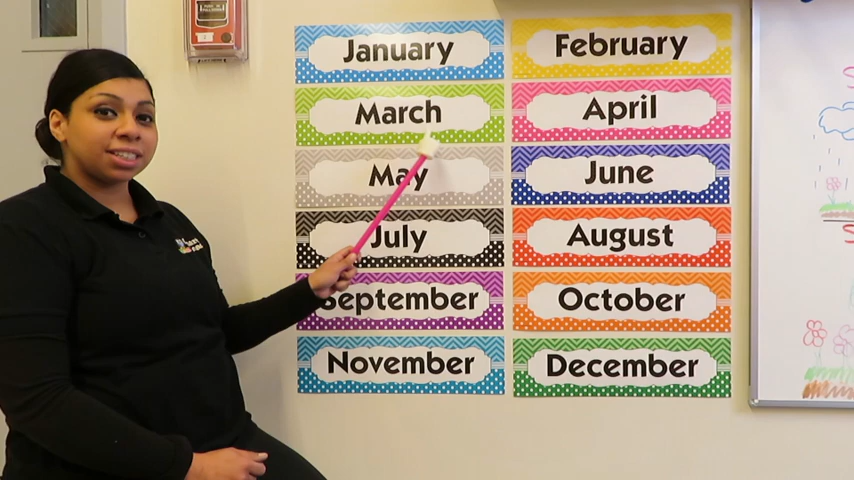 January
February
March
April
May
June
July
August
September
October
November
December